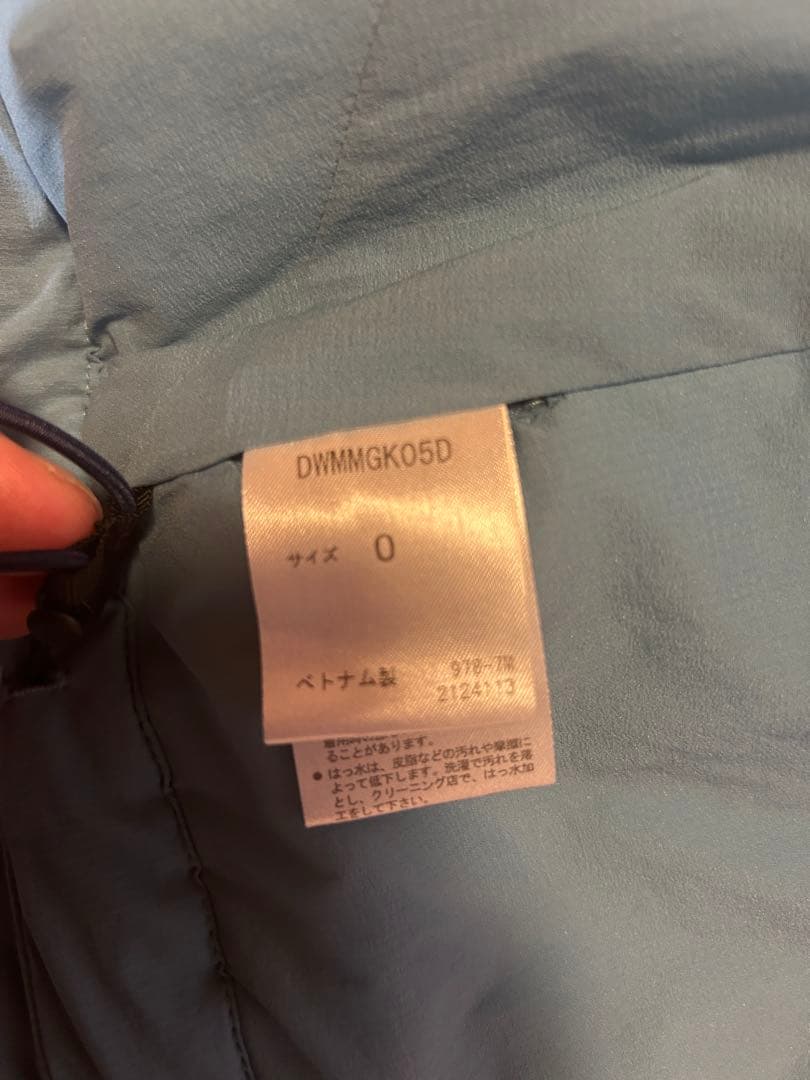 DWMMGK05D
サイズ 0
ベトナム製
970-7M
2124113
ることがあります。
● はっ水は、皮脂などの汚れや摩擦に
よって低下します。洗濯で汚れを落
とし、クリーニング店で、はっ水加
工をして下さい。